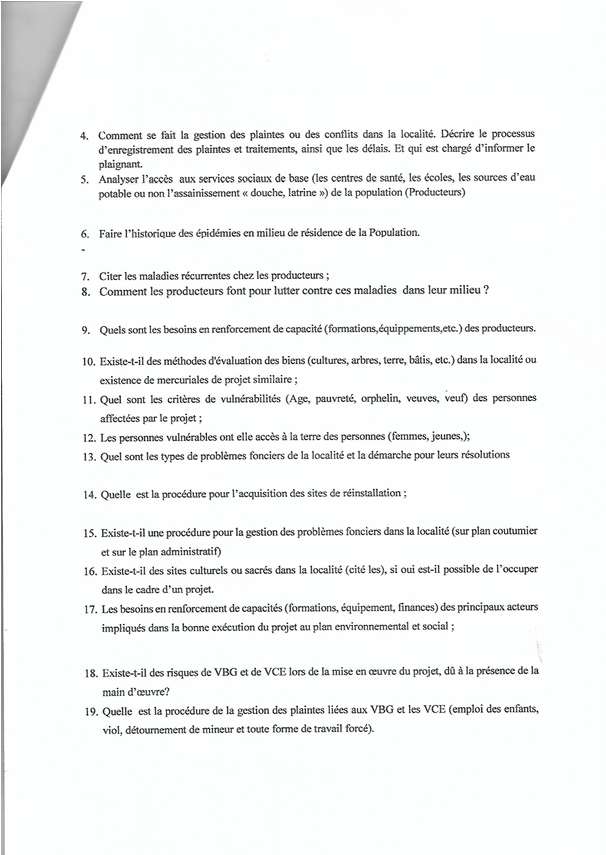 4. Comment se fait la gestion des plaintes ou des conflits dans la localité. Décrire le processus
d'enregistrement des plaintes et traitements, ainsi que les délais. Et qui est chargé d'informer le
plaignant.
5. Analyser l'accès aux services sociaux de base (les centres de santé, les écoles, les sources d'eau
potable ou non l'assainissement « douche, latrine ») de la population (Producteurs)
6. Faire l'historique des épidémies en milieu de résidence de la Population.
-
7. Citer les maladies récurrentes chez les producteurs ;
8. Comment les producteurs font pour lutter contre ces maladies dans leur milieu ?
9. Quels sont les besoins en renforcement de capacité (formations,équippements,etc.) des producteurs.
10. Existe-t-il des méthodes d'évaluation des biens (cultures, arbres, terre, bâtis, etc.) dans la localité ou
existence de mercuriales de projet similaire ;
11. Quel sont les critères de vulnérabilités (Age, pauvreté, orphelin, veuves, veuf) des personnes
affectées par le projet ;
12. Les personnes vulnérables ont elle accès à la terre des personnes (femmes, jeunes,);
13. Quel sont les types de problèmes fonciers de la localité et la démarche pour leurs résolutions
14. Quelle est la procédure pour l'acquisition des sites de réinstallation ;
15. Existe-t-il une procédure pour la gestion des problèmes fonciers dans la localité (sur plan coutumier
et sur le plan administratif)
16. Existe-t-il des sites culturels ou sacrés dans la localité (cité les), si oui est-il possible de l'occuper
dans le cadre d'un projet.
17. Les besoins en renforcement de capacités (formations, équipement, finances) des principaux acteurs
impliqués dans la bonne exécution du projet au plan environnemental et social ;
18. Existe-t-il des risques de VBG et de VCE lors de la mise en œuvre du projet, dû à la présence de la
main d'œuvre?
19. Quelle est la procédure de la gestion des plaintes liées aux VBG et les VCE (emploi des enfants,
viol, détournement de mineur et toute forme de travail forcé).